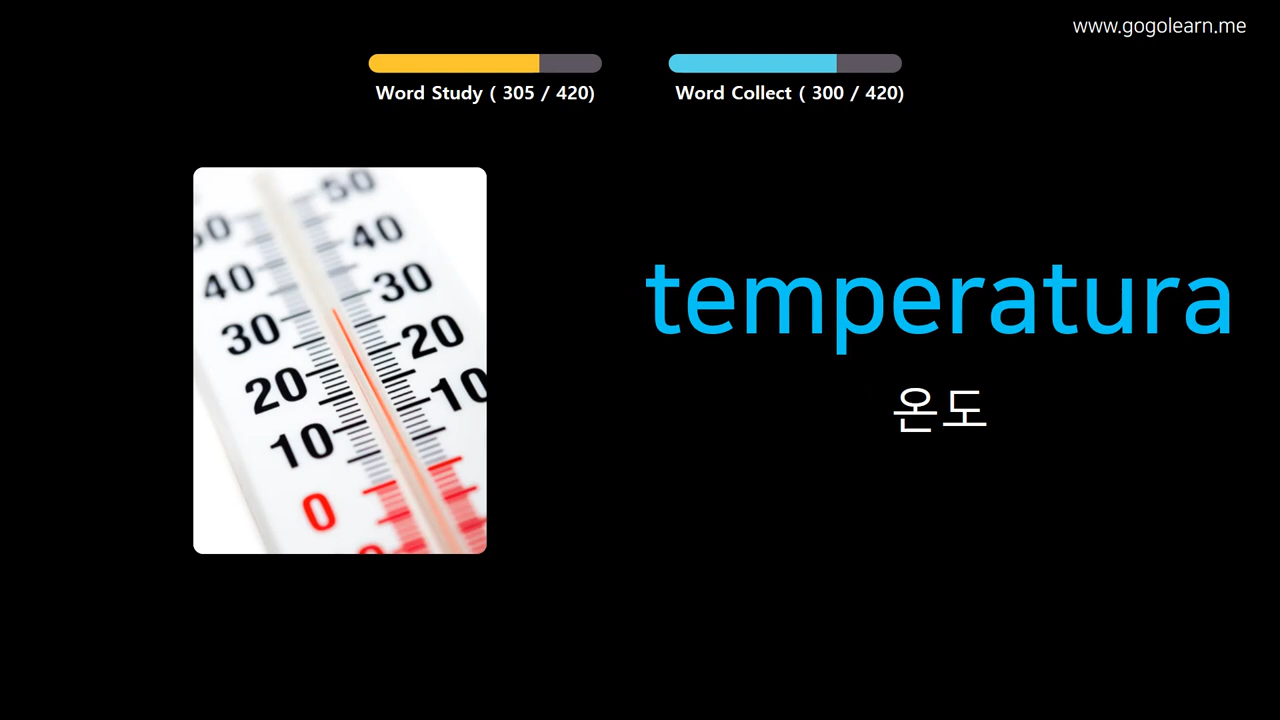 www.gogolearn.me
Word Study ( 305 / 420)
Word Collect ( 300 / 420)
50
40
40
30
30
20
20
10
10
0
temperatura
온도